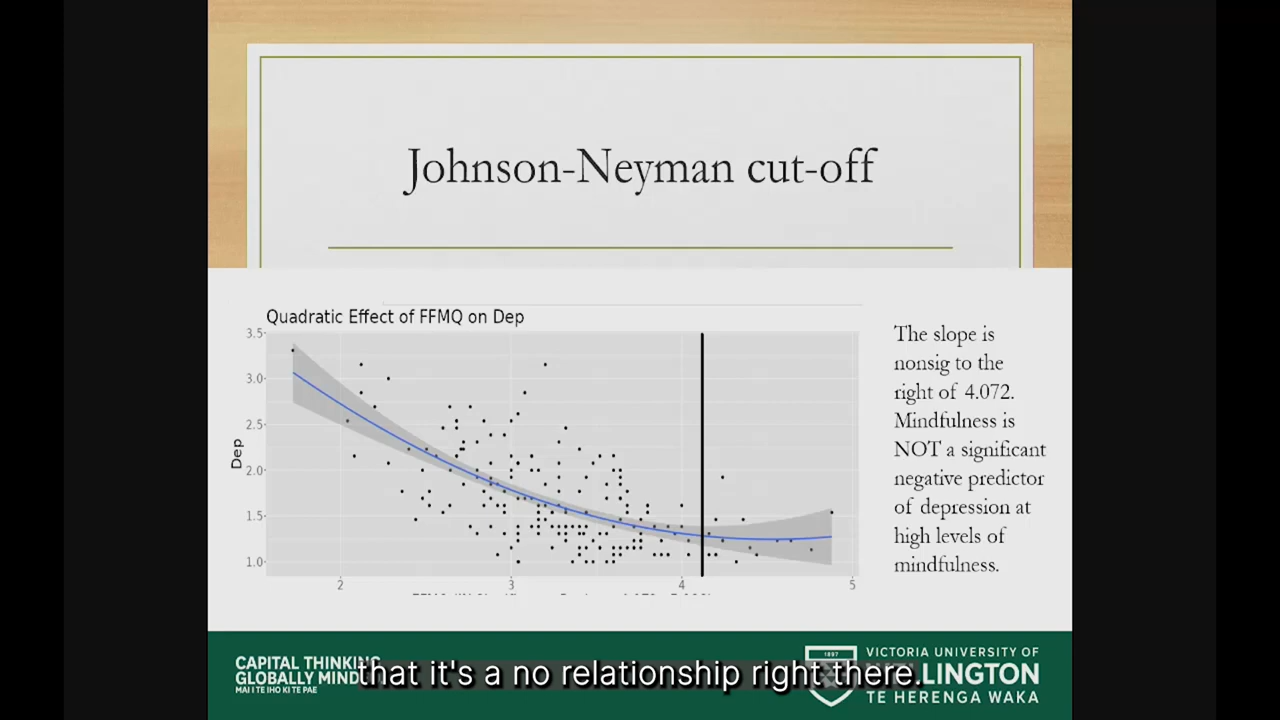 Johnson-Neyman cut-off
Quadratic Effect of FFMQ on Dep
3.5
3.0
2.5
2.0
1.5
1.0
Dep
2
3
4
5
The slope is
nonsig to the
right of 4.072.
Mindfulness is
NOT a significant
negative predictor
of depression at
high levels of
mindfulness.
CAPITAL THINKING
GLOBALLY MIND
MAI I TE IHO KI TE PAE
1897
VICTORIA UNIVERSITY OF
LINGTON
TE HERENGA WAKA
that it's a no relationship right there.